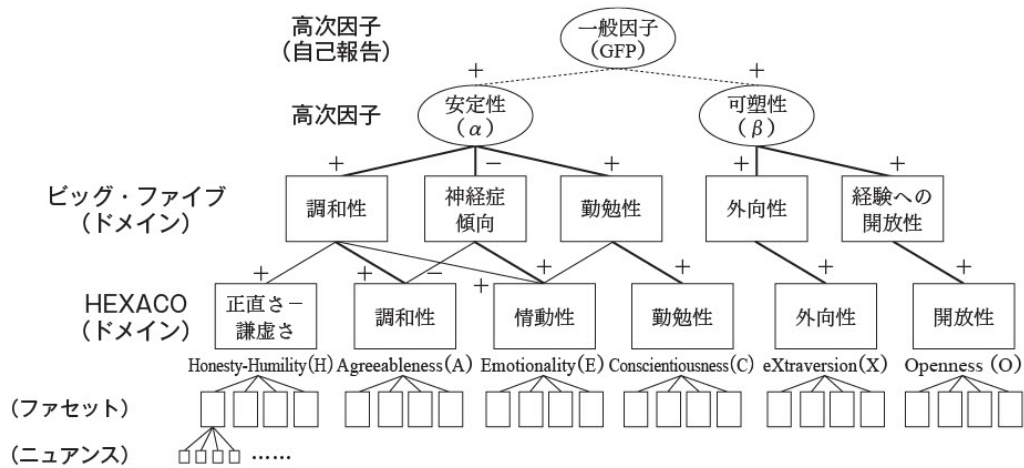 高次因子
（自己報告）
一般因子
（GFP）
+
+
高次因子
安定性
（α）
可塑性
（β）
+
−
+
+
+
ビッグ・ファイブ
（ドメイン）
調和性
神経症
傾向
勤勉性
外向性
経験への
開放性
+
+
−
+
+
+
+
+
HEXACO
（ドメイン）
正直さ−
謙虚さ
調和性
情動性
勤勉性
外向性
開放性
Honesty-Humility(H)
Agreeableness(A)
Emotionality(E)
Conscientiousness(C)
eXtraversion(X)
Openness (O)
（ファセット）
（ニュアンス）
……